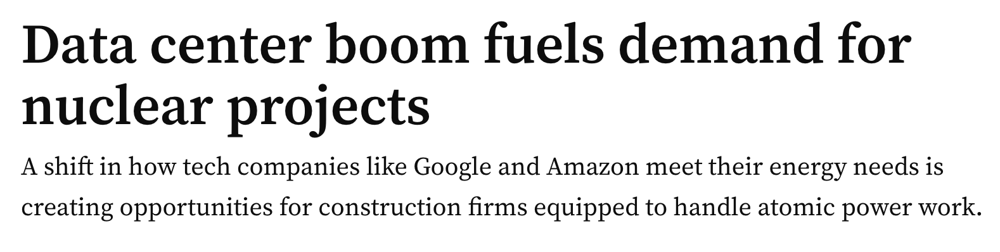 Data center boom fuels demand for
nuclear projects
A shift in how tech companies like Google and Amazon meet their energy needs is
creating opportunities for construction firms equipped to handle atomic power work.